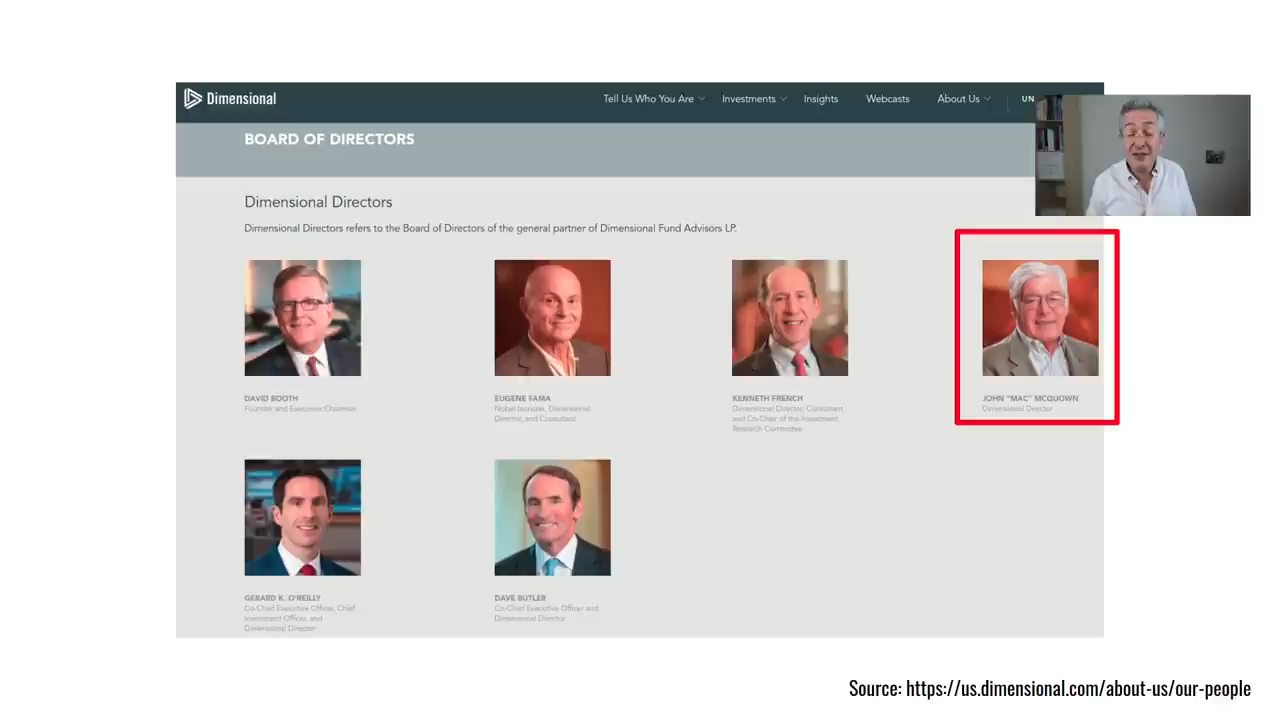 Dimensional
Tell Us Who You Are Investments Insights Webcasts About Us UN
BOARD OF DIRECTORS
Dimensional Directors
Dimensional Directors refers to the Board of Directors of the general partner of Dimensional Fund Advisors LP.
DAVID BOOTH
Founder and Executive Chairman
EUGENE FAMA
Nobel laureate, Dimensional
Director, and Consultant
KENNETH FRENCH
Dimensional Director, Consultant,
and Co-Chair of the Investment
Research Committee
JOHN "MAC" MCQUOWN
Dimensional Director
GERARD K. O'REILLY
Co-Chief Executive Officer, Chief
Investment Officer, and
Dimensional Director
DAVE BUTLER
Co-Chief Executive Officer and
Dimensional Director
Source: https://us.dimensional.com/about-us/our-people